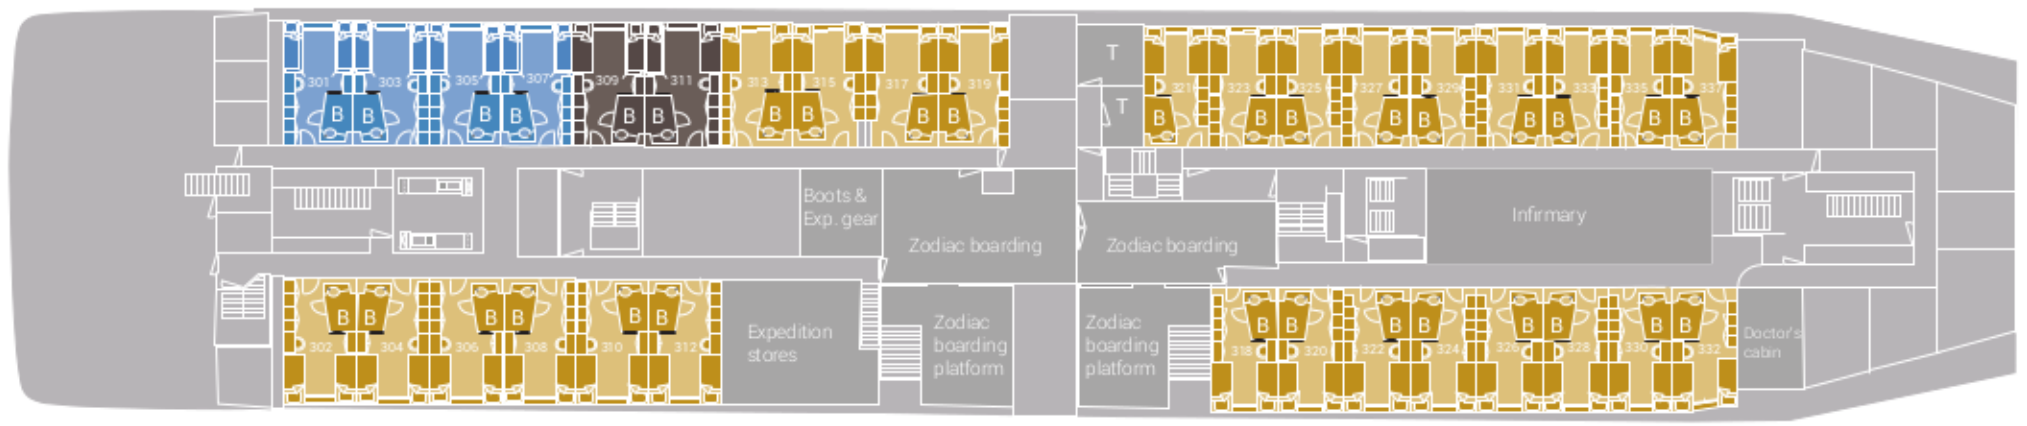 301 303 305 307 309 311 313 315 317 319
B B B B B B B B B B
T
T
321 323 325 327 329 331 333 335 337
B B B B B B B B B
Boots &
Exp. gear
Zodiac boarding
Zodiac boarding
Infirmary
B B B B B B
302 304 306 308 310 312
Expedition
stores
Zodiac
boarding
platform
Zodiac
boarding
platform
B B B B B B B B
318 320 322 324 326 328 330 332
Doctor's
cabin